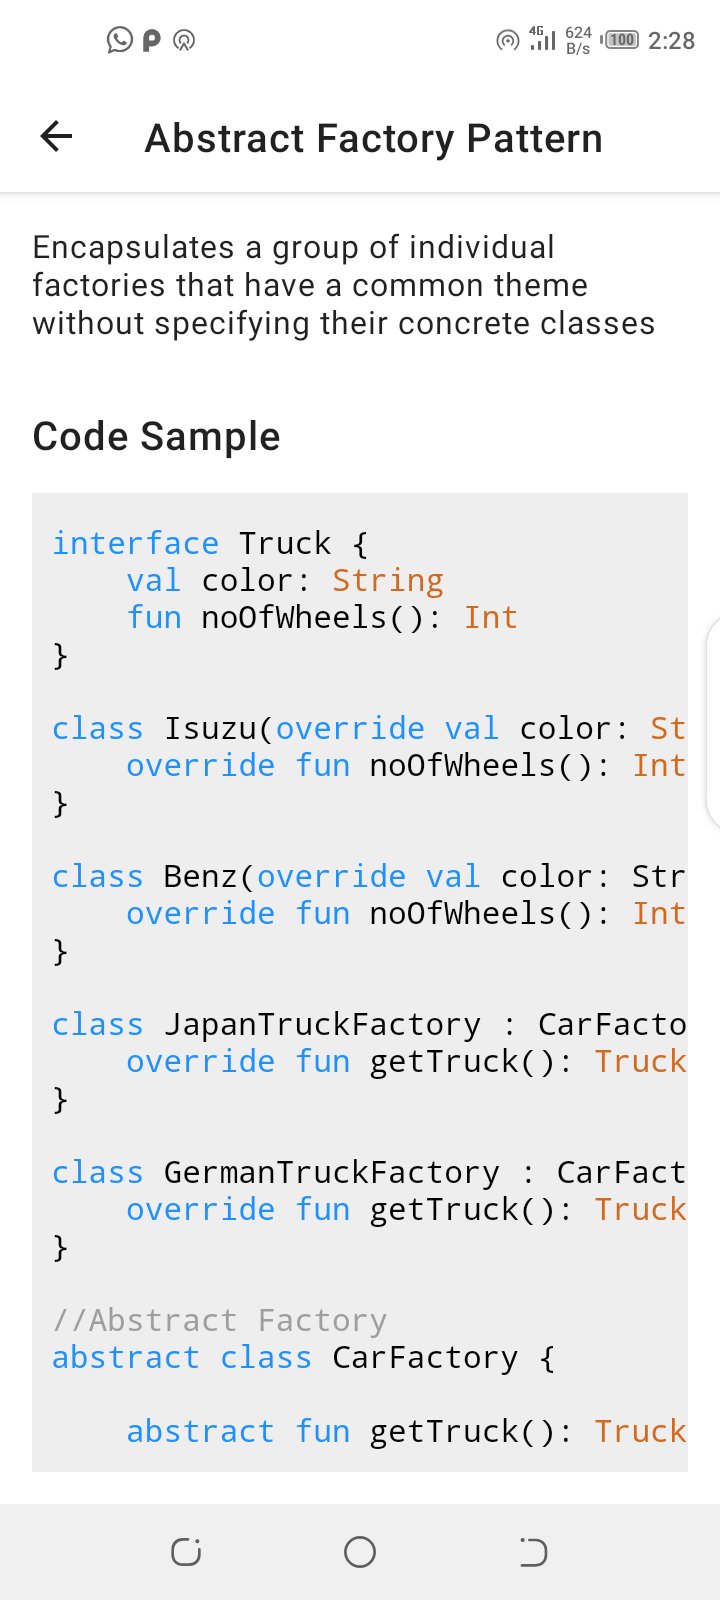 4G 624 B/s 100 2:28
Abstract Factory Pattern
Encapsulates a group of individual
factories that have a common theme
without specifying their concrete classes
Code Sample
interface Truck {
    val color: String
    fun noOfWheels(): Int
}
class Isuzu(override val color: St
    override fun noOfWheels(): Int
}
class Benz(override val color: Str
    override fun noOfWheels(): Int
}
class JapanTruckFactory : CarFacto
    override fun getTruck(): Truck
}
class GermanTruckFactory : CarFact
    override fun getTruck(): Truck
}
//Abstract Factory
abstract class CarFactory {
    abstract fun getTruck(): Truck